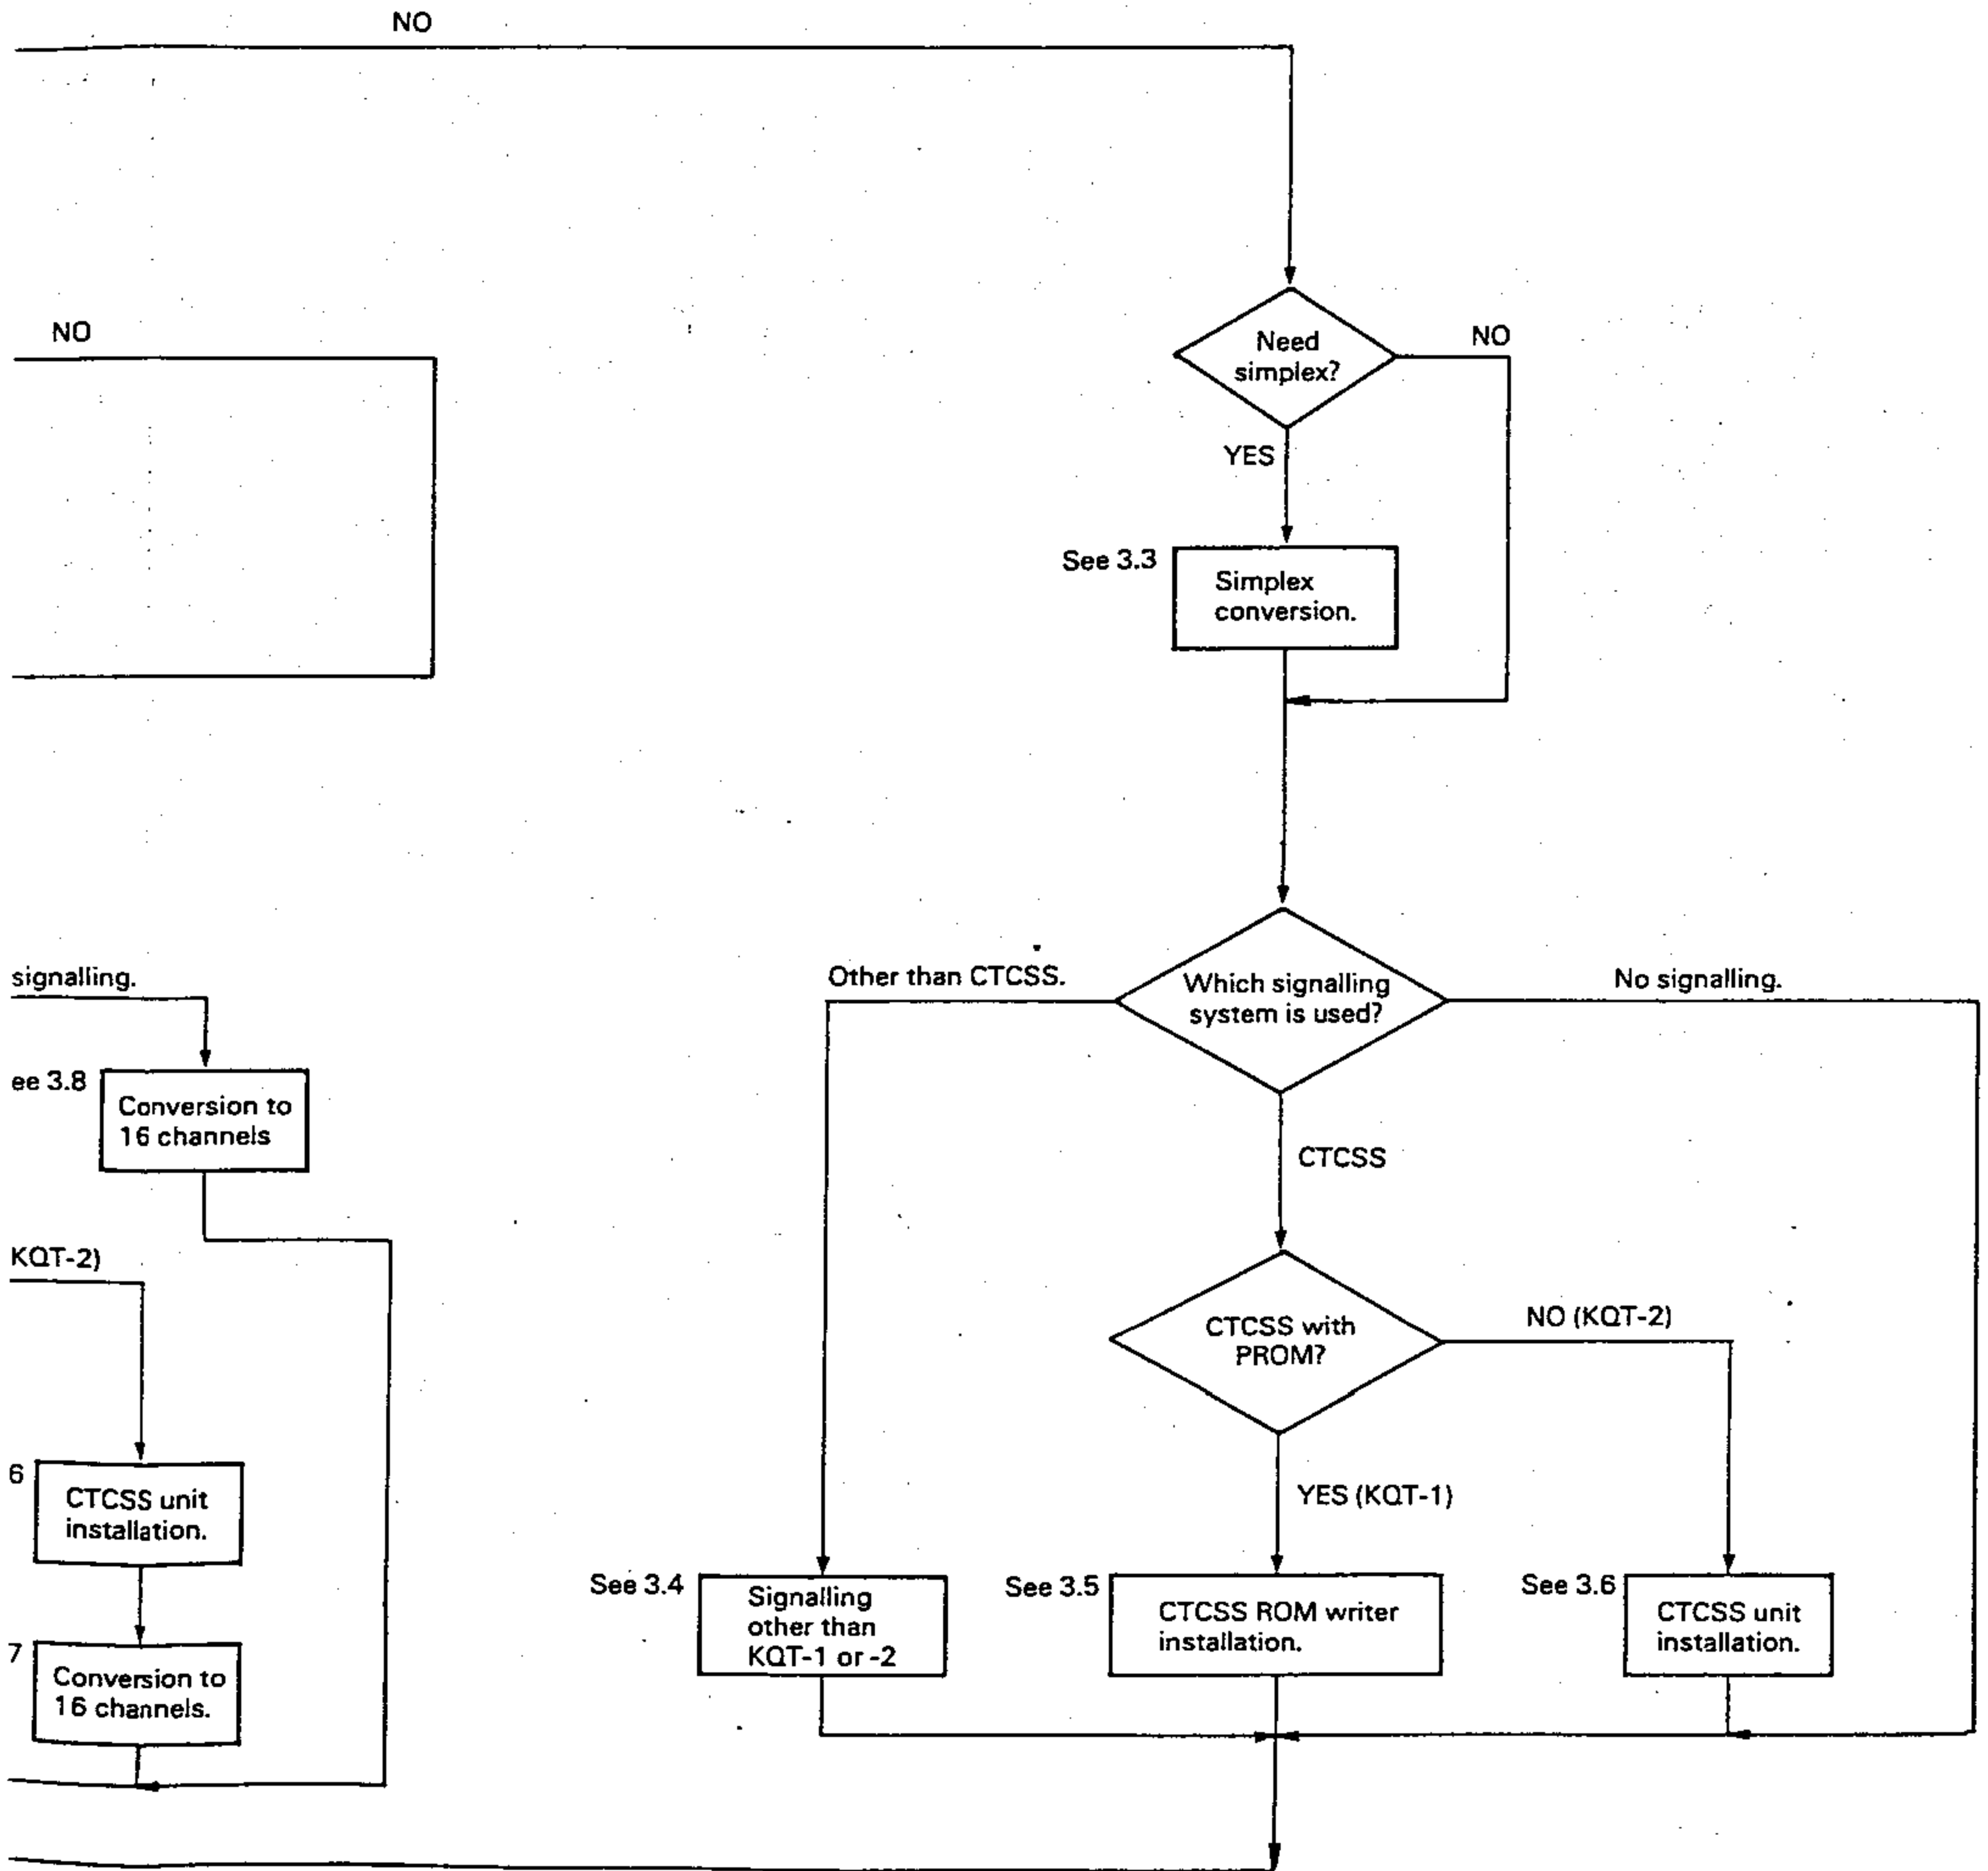 NO
NO
Need
simplex?
NO
YES
See 3.3
Simplex
conversion.
signalling.
Other than CTCSS.
Which signalling
system is used?
No signalling.
ee 3.8
Conversion to
16 channels
CTCSS
KQT-2)
CTCSS with
PROM?
NO (KQT-2)
6
CTCSS unit
installation.
YES (KQT-1)
See 3.4
Signalling
other than
KQT-1 or -2
See 3.5
CTCSS ROM writer
installation.
See 3.6
CTCSS unit
installation.
7
Conversion to
16 channels.